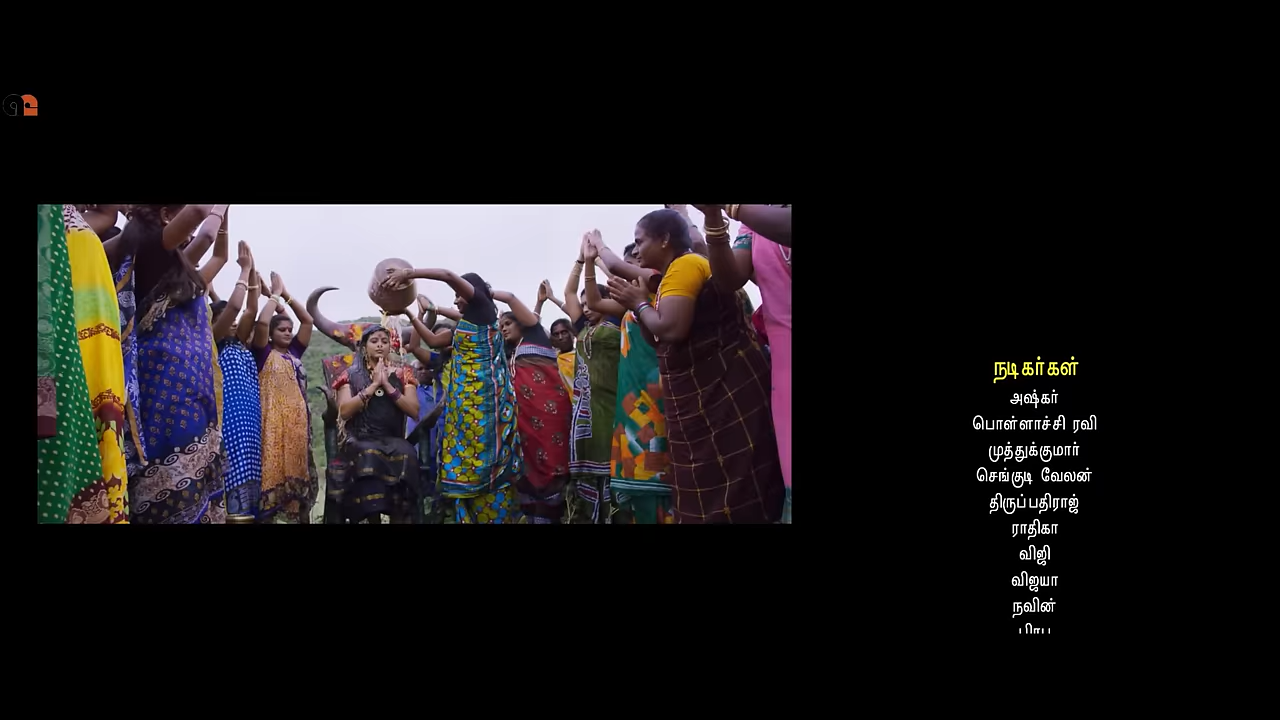 நடிகர்கள்
அஷ்கர்
பொள்ளாச்சி ரவி
முத்துக்குமார்
செங்குடி வேலன்
திருப்பதிராஜ்
ராதிகா
விஜி
விஜயா
நவின்